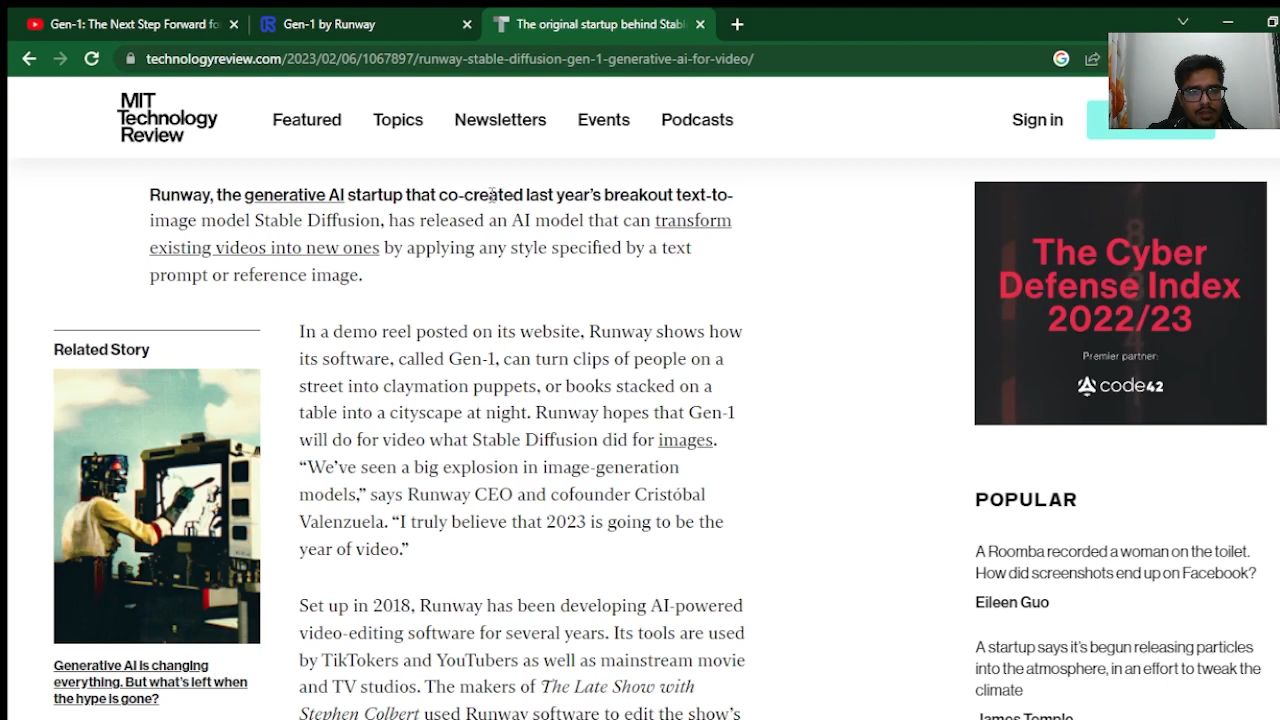 Gen-1: The Next Step Forward fo
Gen-1 by Runway
The original startup behind Stabl
technologyreview.com/2023/02/06/1067897/runway-stable-diffusion-gen-1-generative-ai-for-video/
MIT
Technology
Review
Featured
Topics
Newsletters
Events
Podcasts
Sign in
Runway, the generative AI startup that co-created last year’s breakout text-to-
image model Stable Diffusion, has released an AI model that can transform
existing videos into new ones by applying any style specified by a text
prompt or reference image.
Related Story
Generative AI is changing
everything. But what’s left when
the hype is gone?
In a demo reel posted on its website, Runway shows how
its software, called Gen-1, can turn clips of people on a
street into claymation puppets, or books stacked on a
table into a cityscape at night. Runway hopes that Gen-1
will do for video what Stable Diffusion did for images.
“We’ve seen a big explosion in image-generation
models,” says Runway CEO and cofounder Cristóbal
Valenzuela. “I truly believe that 2023 is going to be the
year of video.”
Set up in 2018, Runway has been developing AI-powered
video-editing software for several years. Its tools are used
by TikTokers and YouTubers as well as mainstream movie
and TV studios. The makers of The Late Show with
Stephen Colbert used Runway software to edit the show’s
The Cyber
Defense Index
2022/23
Premier partner:
code42
POPULAR
A Roomba recorded a woman on the toilet.
How did screenshots end up on Facebook?
Eileen Guo
A startup says it’s begun releasing particles
into the atmosphere, in an effort to tweak the
climate
James Temple